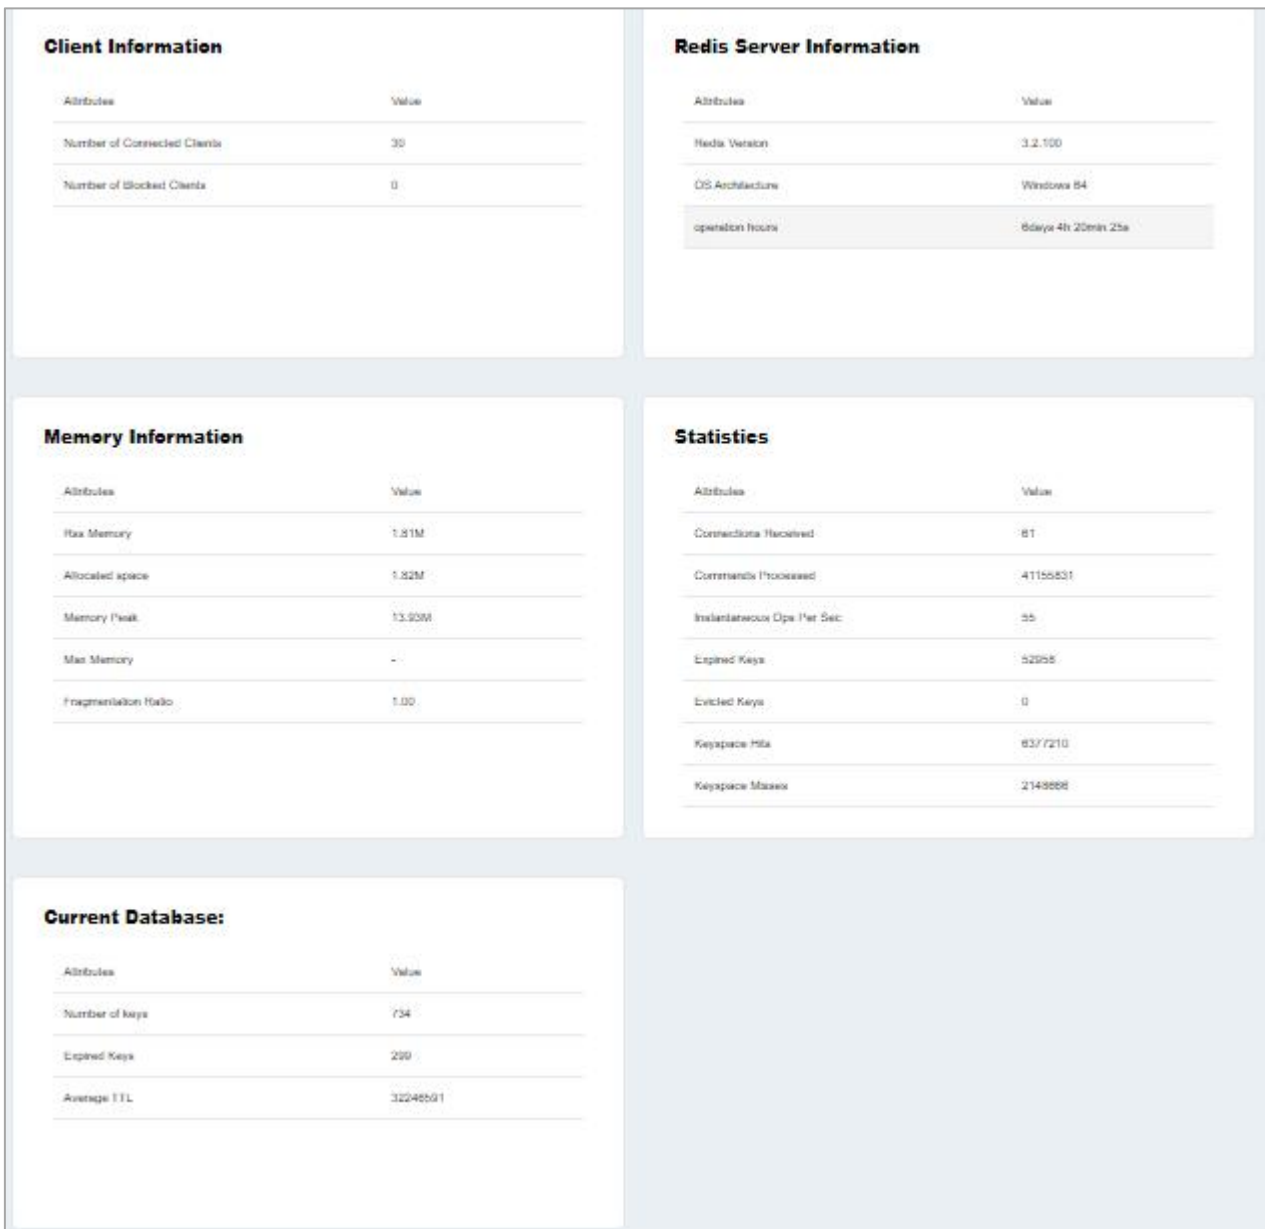 Client Information
Attributes Value
Number of Connected Clients 30
Number of Blocked Clients 0
Redis Server Information
Attributes Value
Redis Version 3.2.100
OS Architecture Windows 64
operation hours 6days 4h 20min 25s
Memory Information
Attributes Value
Memory 1.81M
Allocated space 1.82M
Memory Peak 13.93M
Max Memory -
Fragmentation Ratio 1.00
Statistics
Attributes Value
Connections Received 61
Commands Processed 41155831
Instantaneous Ops Per Sec 55
Expired Keys 52958
Evicted Keys 0
Keyspace Hits 6377210
Keyspace Misses
Current Database:
Attributes Value
Number of keys 734
Expired Keys 299
Average TTL 32246591